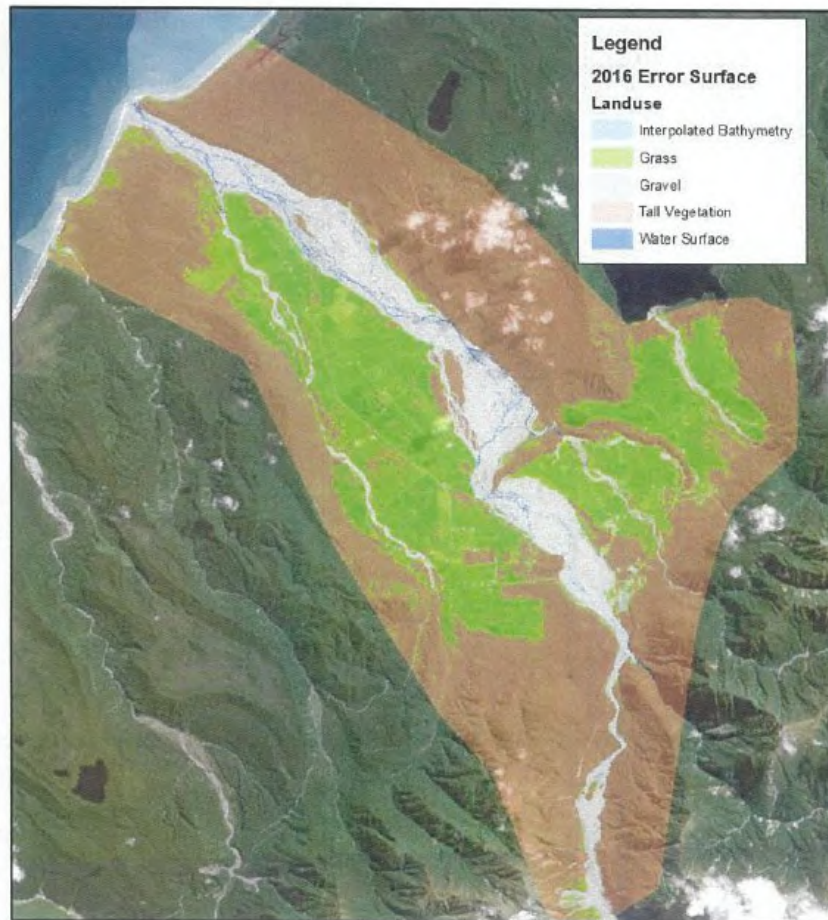 Legend
2016 Error Surface
Landuse
Interpolated Bathymetry
Grass
Gravel
Tall Vegetation
Water Surface